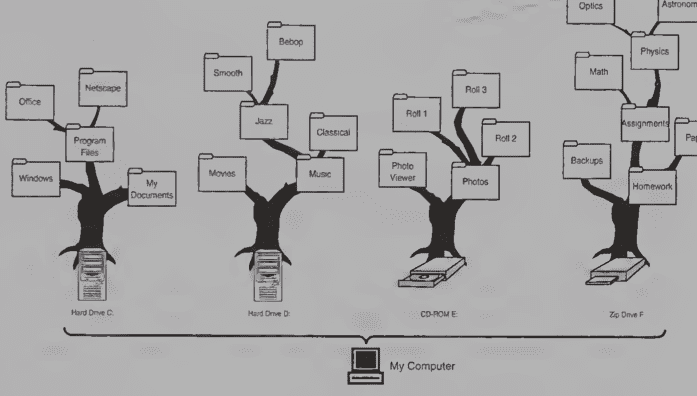 Optics
Astronom
Bebop
Physics
Smooth
Math
Netscape
Roll 3
Office
Roll 1
Jazz
Classical
Assignments
Program
Files
Roll 2
Pap
Backups
Windows
My
Documents
Movies
Music
Photo
Viewer
Photos
Homework
Hard Drive C:
Hard Drive D:
CD-ROM E:
Zip Drive F
My Computer